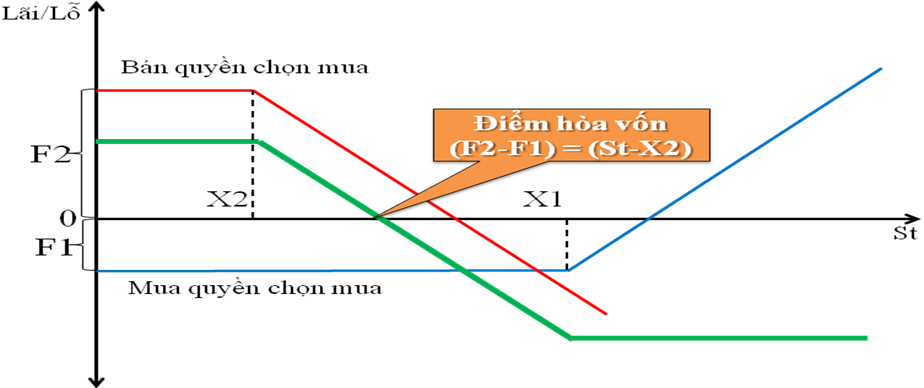 Lãi/Lỗ
Bán quyền chọn mua
Điểm hòa vốn
(F2-F1) = (St-X2)
F2
X2
X1
0
St
F1
Mua quyền chọn mua